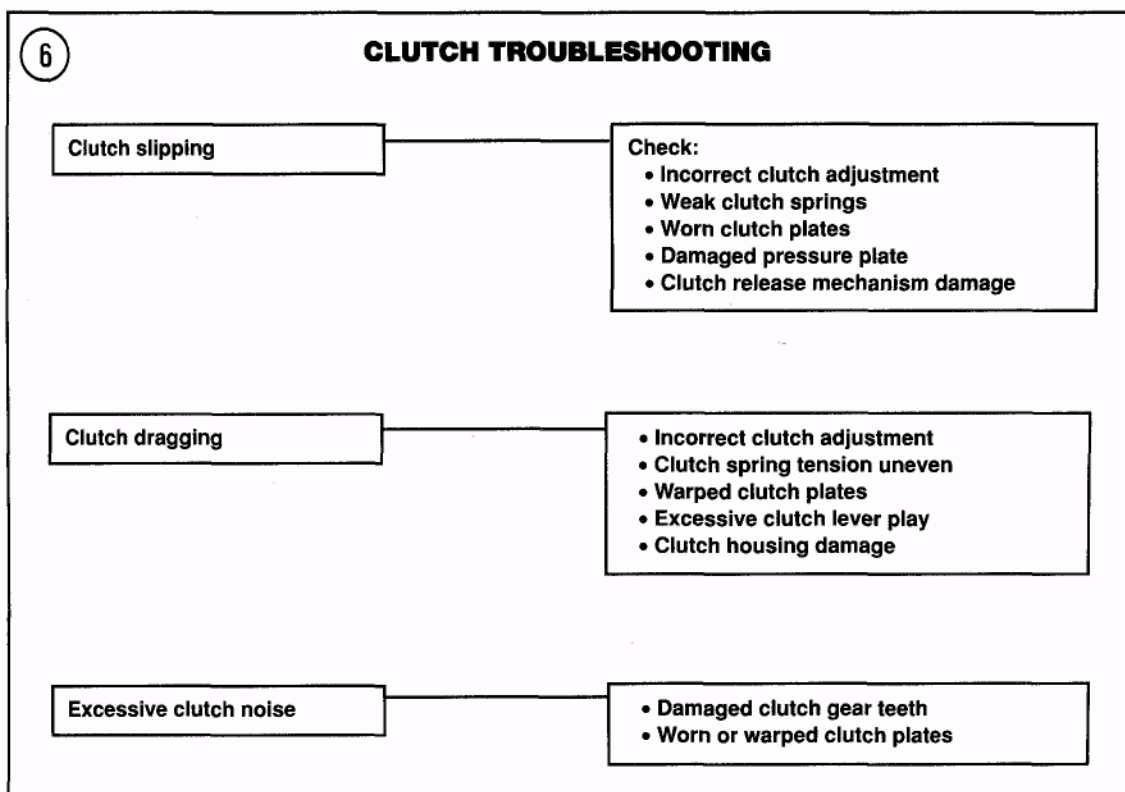 6
CLUTCH TROUBLESHOOTING
Clutch slipping
Check:
• Incorrect clutch adjustment
• Weak clutch springs
• Worn clutch plates
• Damaged pressure plate
• Clutch release mechanism damage
Clutch dragging
• Incorrect clutch adjustment
• Clutch spring tension uneven
• Warped clutch plates
• Excessive clutch lever play
• Clutch housing damage
Excessive clutch noise
• Damaged clutch gear teeth
• Worn or warped clutch plates